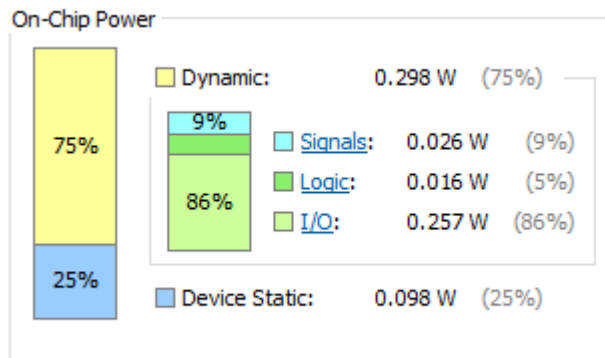 On-Chip Power
Dynamic: 0.298 W (75%)
75%
9%
Signals: 0.026 W (9%)
Logic: 0.016 W (5%)
86%
I/O: 0.257 W (86%)
25%
Device Static: 0.098 W (25%)